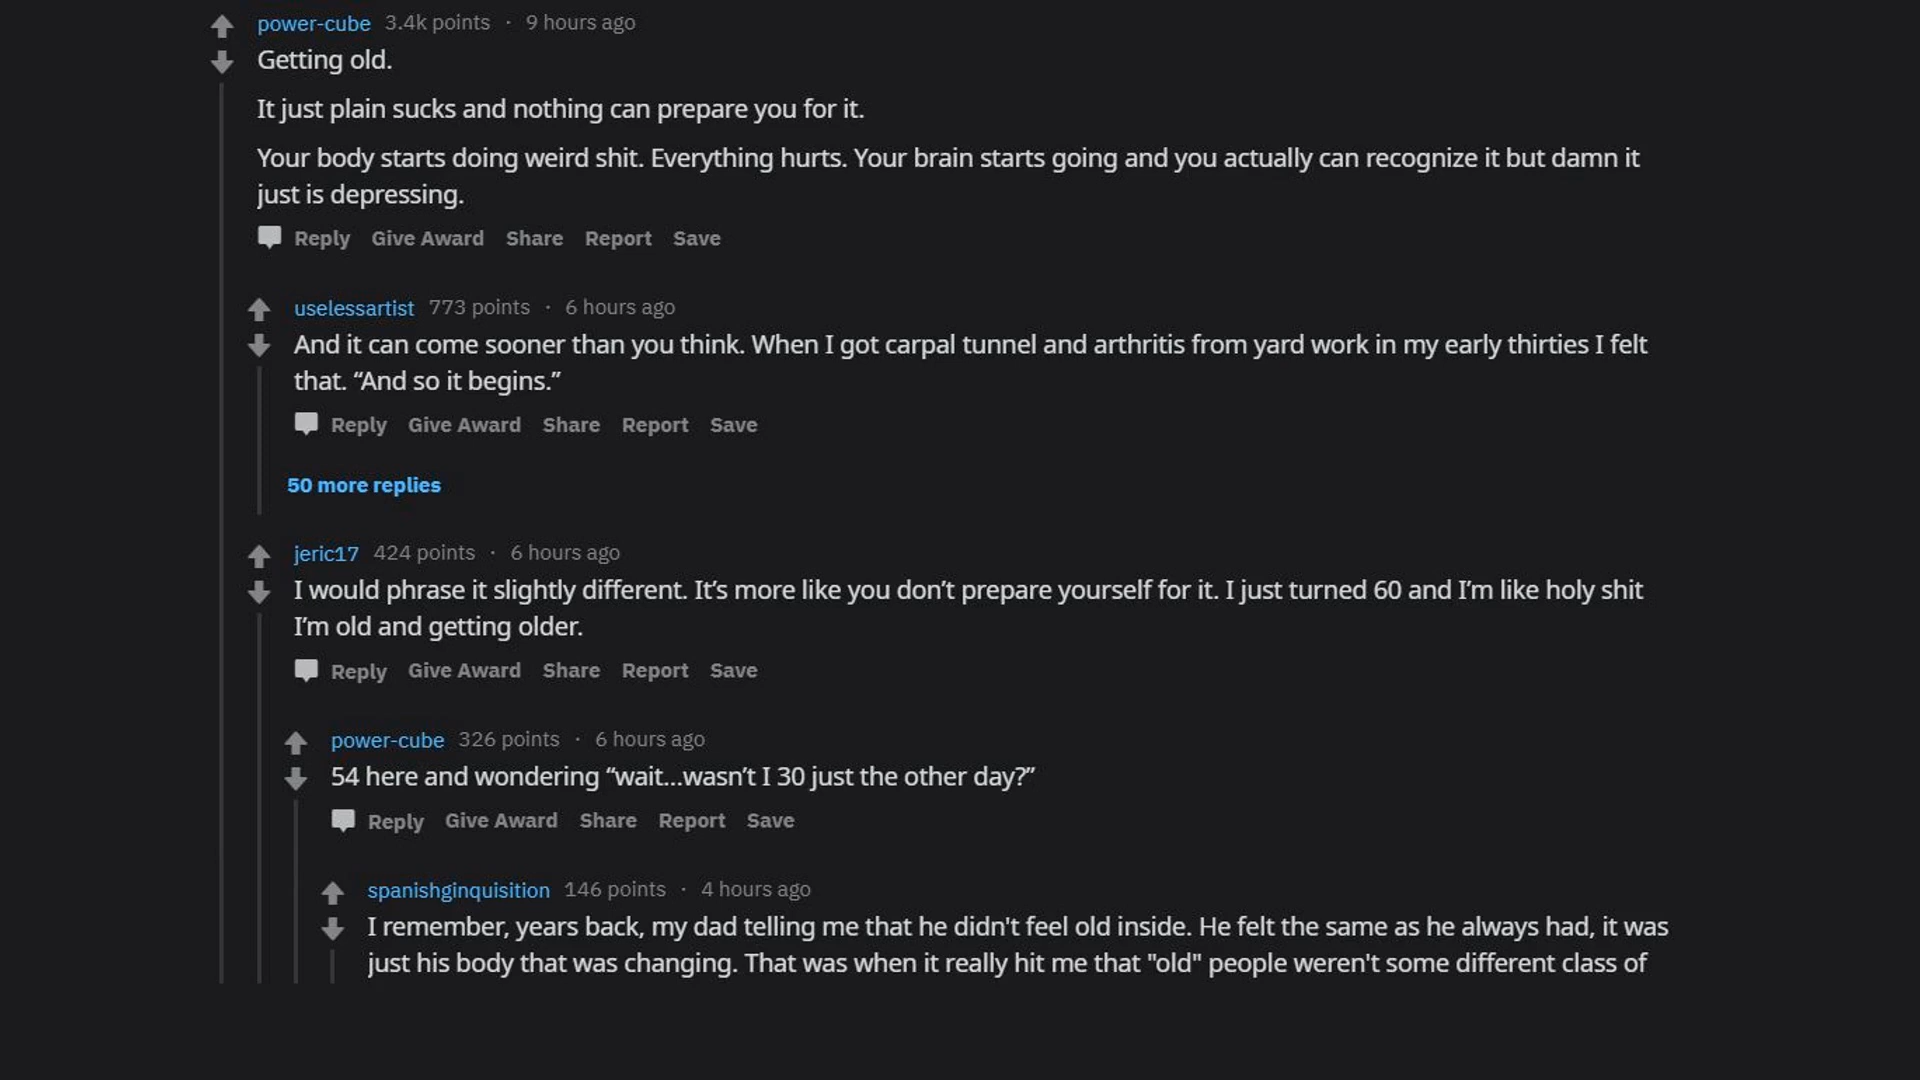 power-cube 3.4k points · 9 hours ago
Getting old.
It just plain sucks and nothing can prepare you for it.
Your body starts doing weird shit. Everything hurts. Your brain starts going and you actually can recognize it but damn it
just is depressing.
Reply Give Award Share Report Save
uselessartist 773 points · 6 hours ago
And it can come sooner than you think. When I got carpal tunnel and arthritis from yard work in my early thirties I felt
that. “And so it begins.”
Reply Give Award Share Report Save
50 more replies
jeric17 424 points · 6 hours ago
I would phrase it slightly different. It’s more like you don’t prepare yourself for it. I just turned 60 and I’m like holy shit
I’m old and getting older.
Reply Give Award Share Report Save
power-cube 326 points · 6 hours ago
54 here and wondering “wait...wasn’t I 30 just the other day?”
Reply Give Award Share Report Save
spanishginquisition 146 points · 4 hours ago
I remember, years back, my dad telling me that he didn't feel old inside. He felt the same as he always had, it was
just his body that was changing. That was when it really hit me that "old" people weren't some different class of